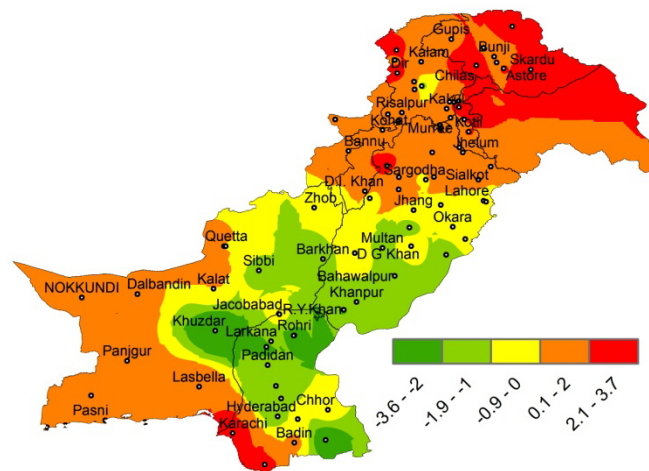 Gupis
Kalam
Bunji
Dir
Skardu
Chilas
Astore
Risalpur
Kakul
Kohat
Murree
Kotli
Bannu
Jhelum
Sargodha
D.I. Khan
Sialkot
Zhob
Jhang
Lahore
Okara
Quetta
Multan
Barkhan
D G Khan
Sibbi
Bahawalpur
Kalat
NOKKUNDI
Dalbandin
Khanpur
Jacobabad
R.Y.Khan
Khuzdar
Larkana
Rohri
Panjgur
Padidan
Lasbella
Pasni
Hyderabad
Chhor
Karachi
Badin
-3.6 - -2
-1.9 - -1
-0.9 - 0
0.1 - 2
2.1 - 3.7